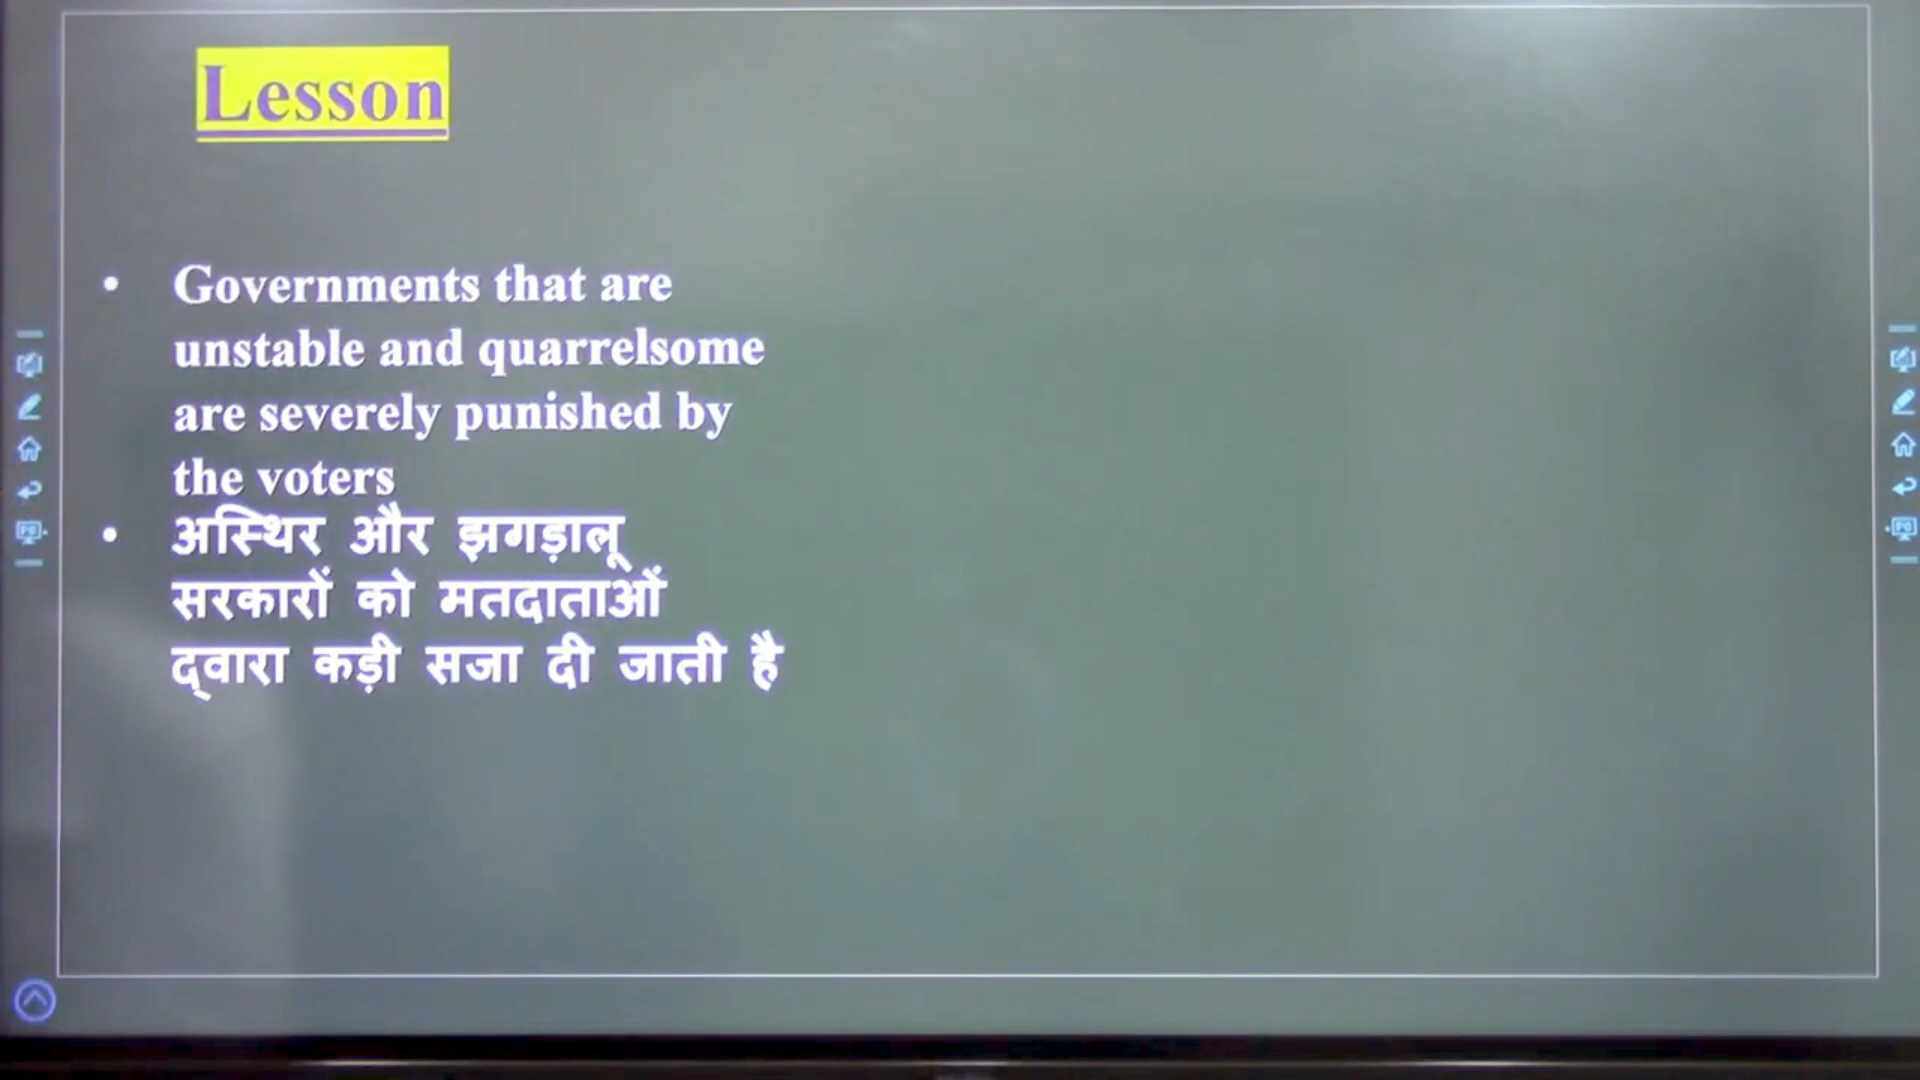 Lesson
• Governments that are
unstable and quarrelsome
are severely punished by
the voters
• अस्थिर और झगड़ालू
सरकारों को मतदाताओं
द्वारा कड़ी सजा दी जाती है